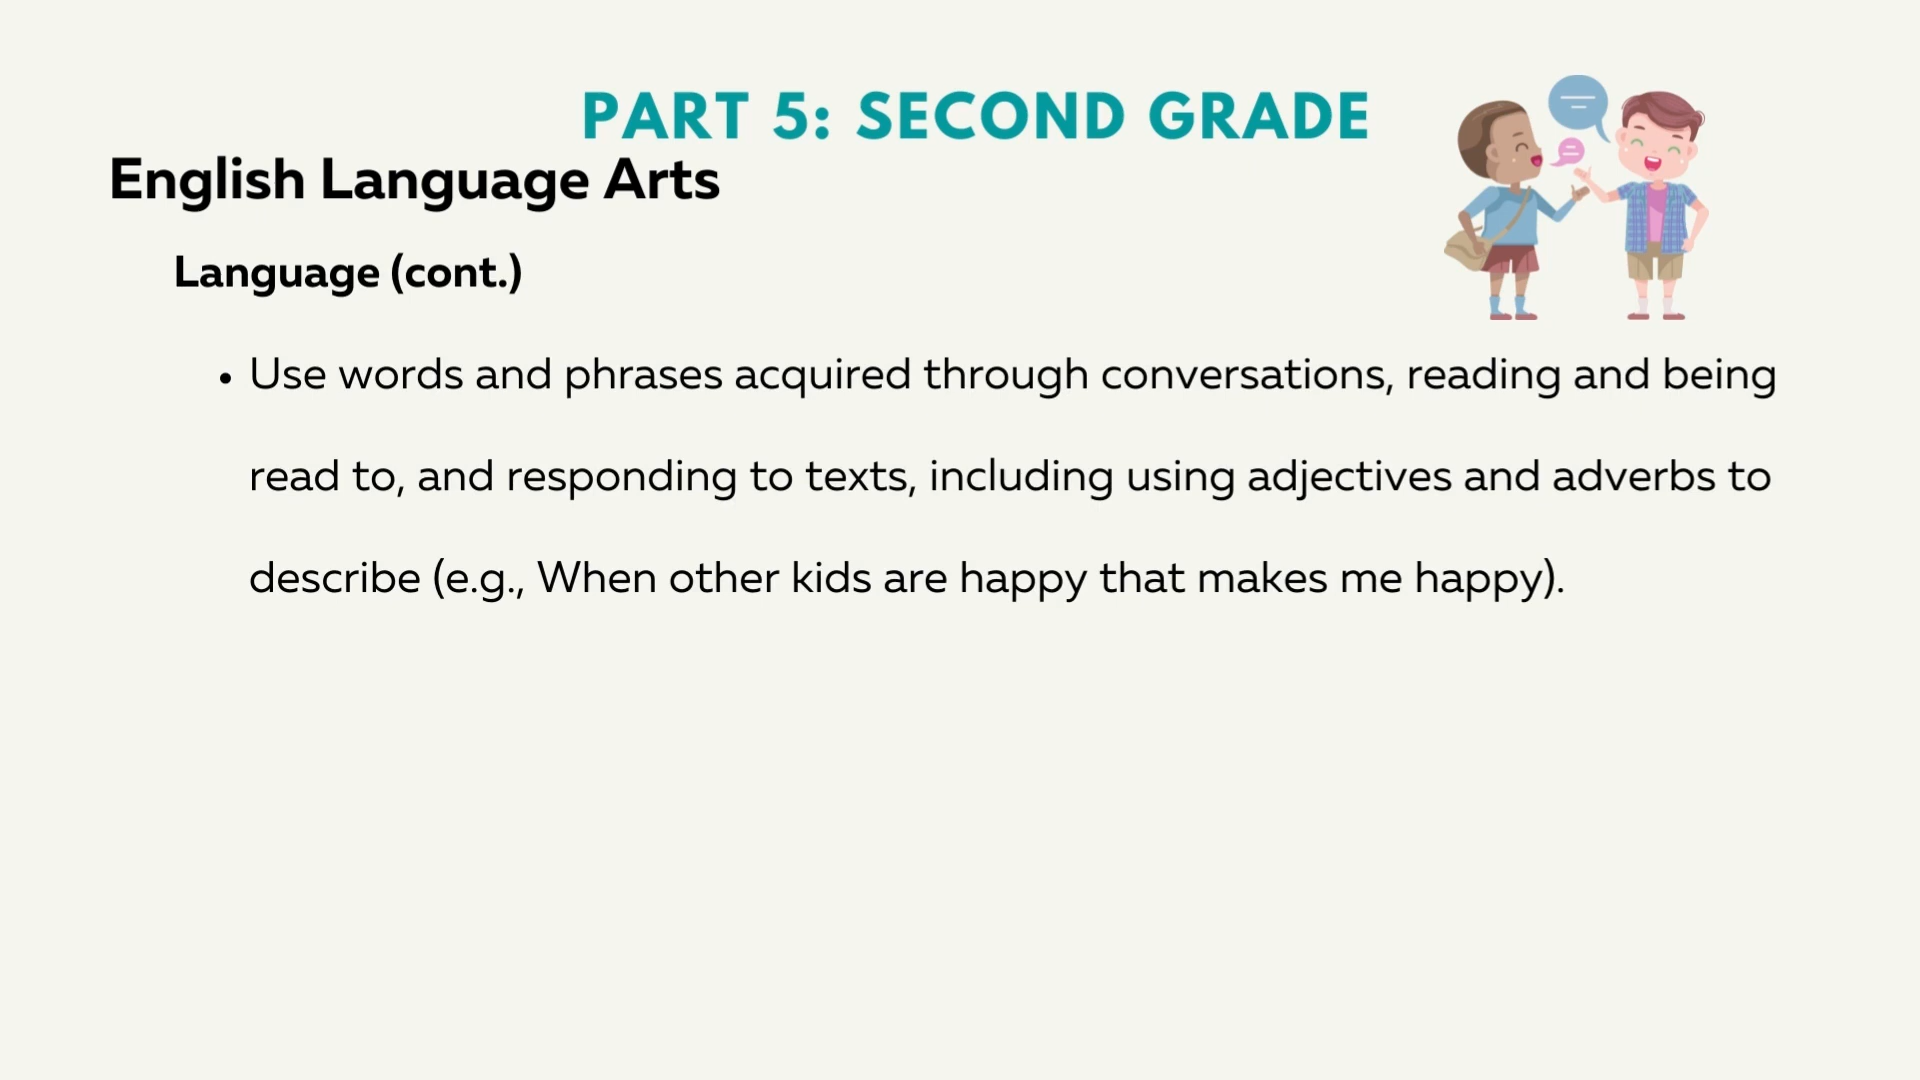 PART 5: SECOND GRADE
English Language Arts
Language (cont.)
• Use words and phrases acquired through conversations, reading and being
read to, and responding to texts, including using adjectives and adverbs to
describe (e.g., When other kids are happy that makes me happy).